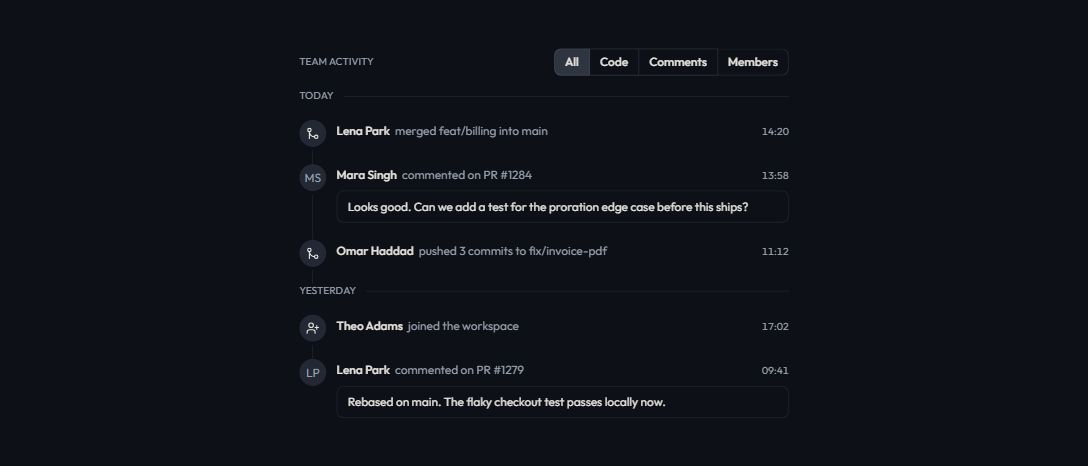 TEAM ACTIVITY
All Code Comments Members
TODAY
Lena Park merged feat/billing into main 14:20
MS Mara Singh commented on PR #1284 13:58
Looks good. Can we add a test for the proration edge case before this ships?
Omar Haddad pushed 3 commits to fix/invoice-pdf 11:12
YESTERDAY
Theo Adams joined the workspace 17:02
LP Lena Park commented on PR #1279 09:41
Rebased on main. The flaky checkout test passes locally now.